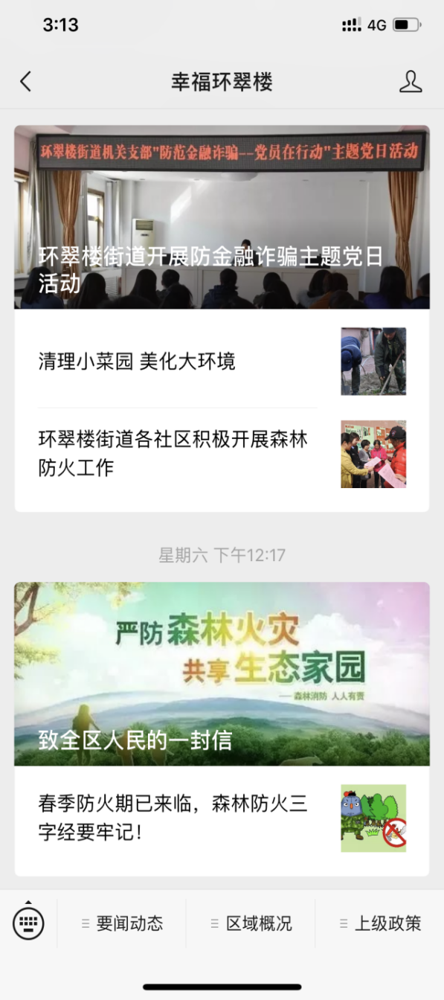 3:13
4G
幸福环翠楼
环翠楼街道机关支部"防范金融诈骗--党员在行动"主题党日活动
环翠楼街道开展防金融诈骗主题党日
活动
清理小菜园 美化大环境
环翠楼街道各社区积极开展森林
防火工作
星期六 下午12:17
严防森林火灾
共享生态家园
——森林消防 人人有责
致全区人民的一封信
春季防火期已来临，森林防火三
字经要牢记！
要闻动态
区域概况
上级政策